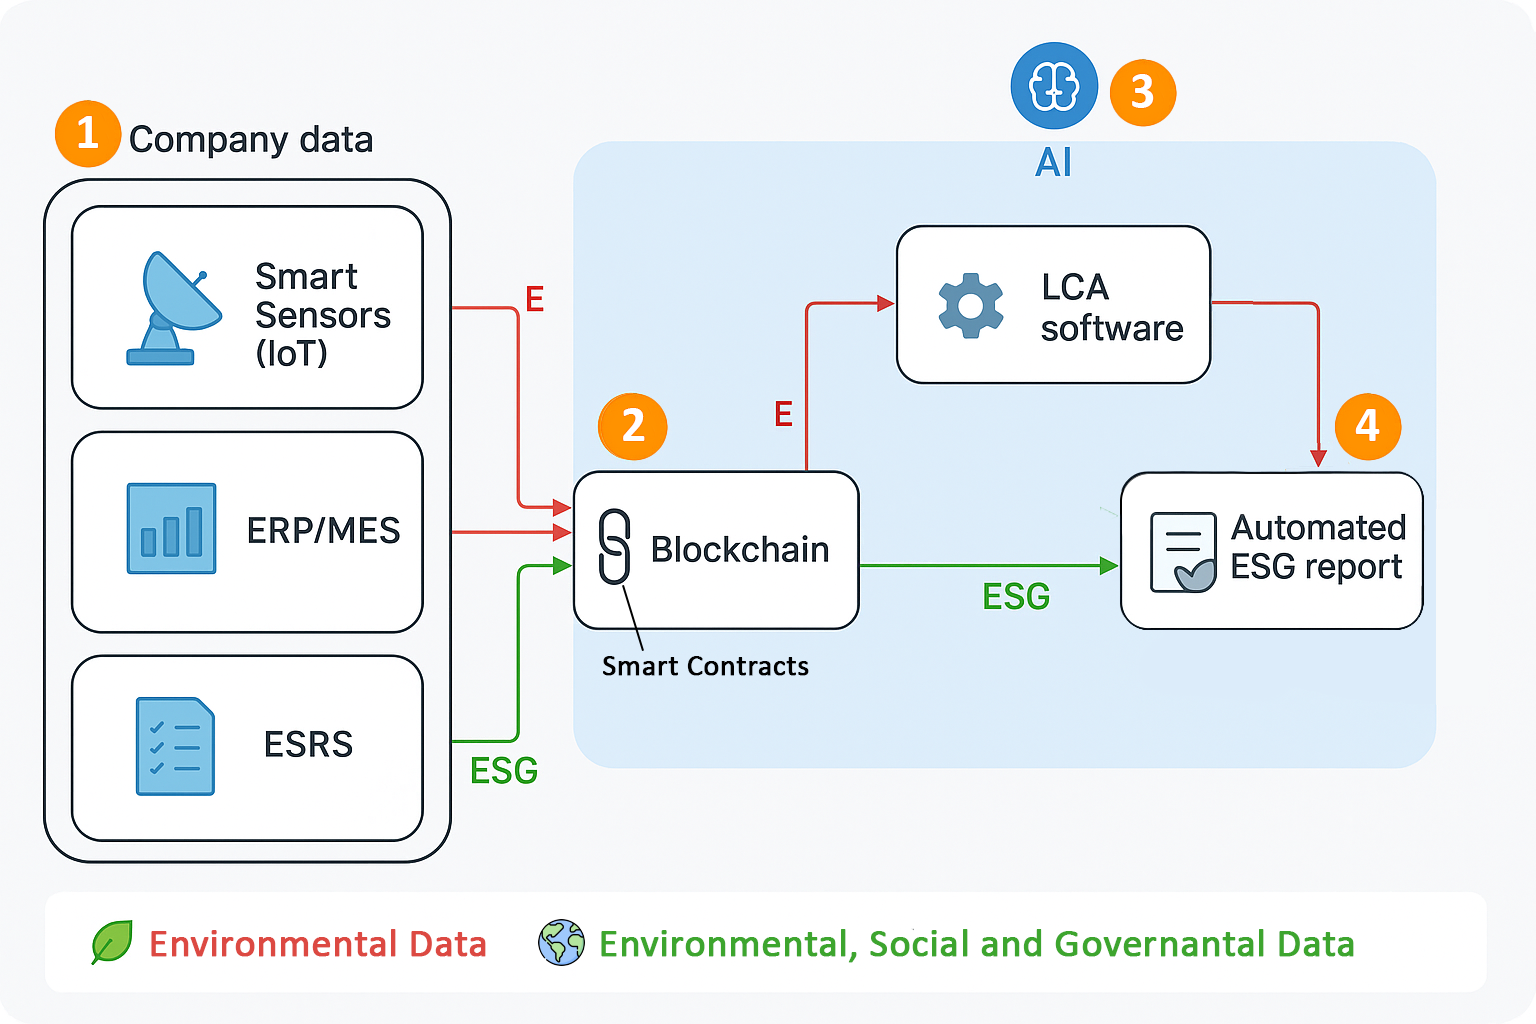 1 Company data
Smart
Sensors
(IoT)
ERP/MES
ESRS
E
ESG
2
Blockchain
Smart Contracts
3
AI
E
LCA
software
ESG
4
Automated
ESG report
Environmental Data
Environmental, Social and Governantal Data